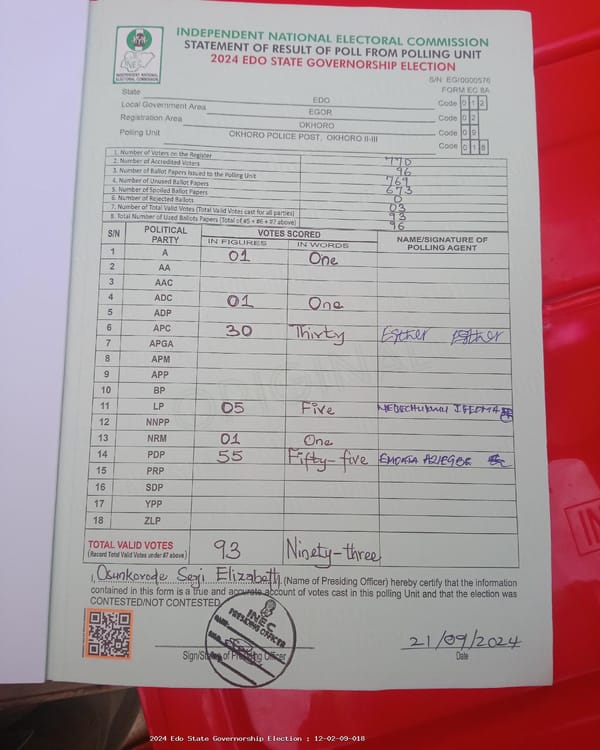 INDEPENDENT NATIONAL ELECTORAL COMMISSION
STATEMENT OF RESULT OF POLL FROM POLLING UNIT
2024 EDO STATE GOVERNORSHIP ELECTION
INEC
INDEPENDENT NATIONAL ELECTORAL COMMISSION
S/N EG/0000576
FORM EC 8A
State EDO Code 0 1 2
Local Government Area EGOR Code 0 2
Registration Area OKHORO Code 0 9
Polling Unit OKHORO POLICE POST, OKHORO II-III Code 0 1 8
1. Number of Voters on the Register 770
2. Number of Accredited Voters 96
3. Number of Ballot Papers Issued to the Polling Unit 769
4. Number of Unused Ballot Papers 673
5. Number of Spoiled Ballot Papers 0
6. Number of Rejected Ballots 03
7. Number of Total Valid Votes (Total Valid Votes cast for all parties) 93
8. Total Number of Used Ballots Papers (Total of #5 + #6 + #7 above) 96
S/N POLITICAL PARTY VOTES SCORED NAME/SIGNATURE OF POLLING AGENT
IN FIGURES IN WORDS
1 A 01 One
2 AA
3 AAC
4 ADC 01 One
5 ADP
6 APC 30 Thirty Esther Esther
7 APGA
8 APM
9 APP
10 BP
11 LP 05 Five IFEOMA
12 NNPP
13 NRM 01 One
14 PDP 55 Fifty-five
15 PRP
16 SDP
17 YPP
18 ZLP
TOTAL VALID VOTES 93 Ninety-three
(Record Total Valid Votes under #7 above)
I, Osunkorode Seyi Elizabeth (Name of Presiding Officer) hereby certify that the information
contained in this form is a true and accurate account of votes cast in this polling Unit and that the election was
CONTESTED/NOT CONTESTED
INEC
PRESIDING OFFICER
21/09/2024
Sign/Stamp of Presiding Officer Date
2024 Edo State Governorship Election : 12-02-09-018